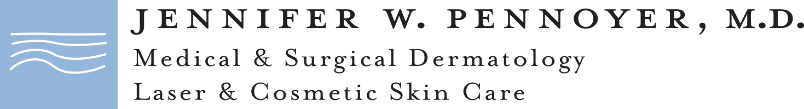 JENNIFER W. PENNOYER, M.D.
Medical & Surgical Dermatology
Laser & Cosmetic Skin Care